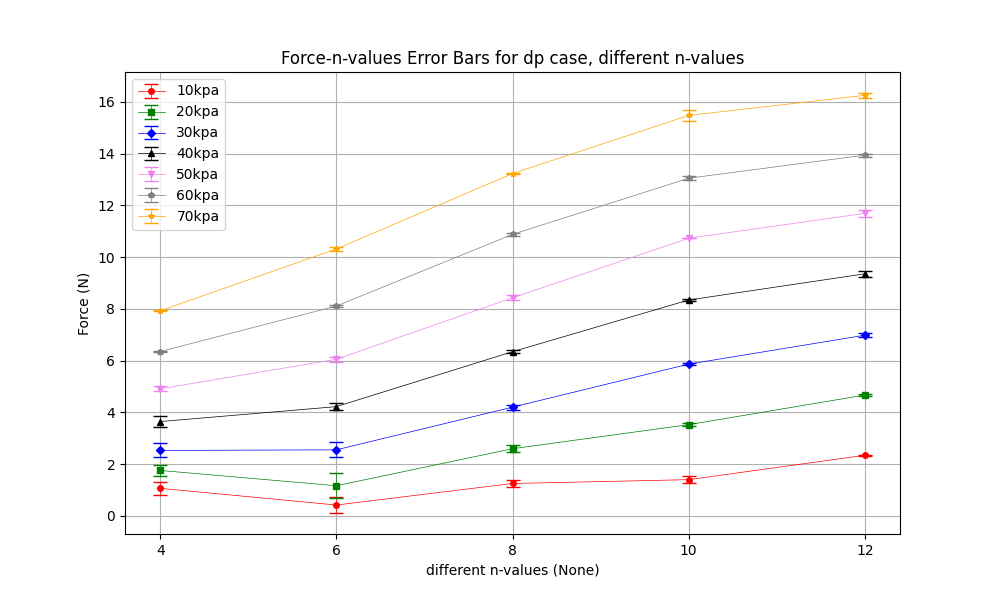 Force-n-values Error Bars for dp case, different n-values
10kpa
20kpa
30kpa
40kpa
50kpa
60kpa
70kpa
Force (N)
16
14
12
10
8
6
4
2
0
4 6 8 10 12
different n-values (None)